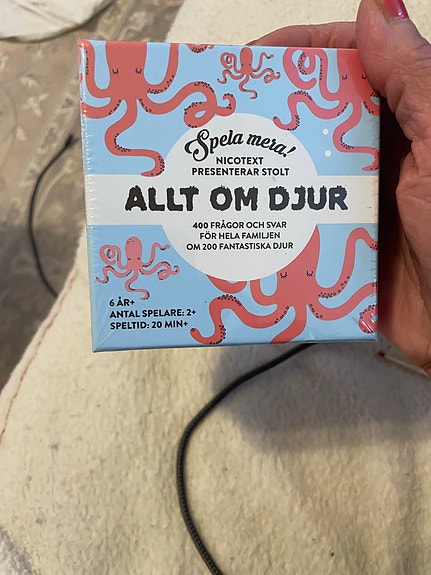 Spela mera!
NICOTEXT
PRESENTERAR STOLT
ALLT OM DJUR
400 FRÅGOR OCH SVAR
FÖR HELA FAMILJEN
OM 200 FANTASTISKA DJUR
6 ÅR+
ANTAL SPELARE: 2+
SPELTID: 20 MIN+